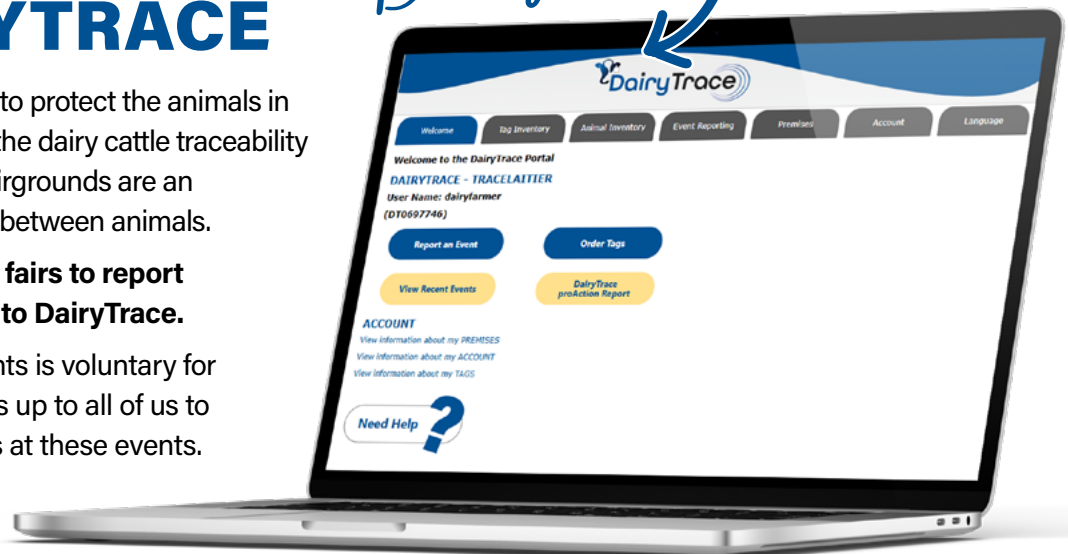 YTRACE
to protect the animals in
the dairy cattle traceability
irgrounds are an
between animals.
fairs to report
to DairyTrace.
nts is voluntary for
s up to all of us to
s at these events.
DairyTrace
Welcome
Tag Inventory
Animal Inventory
Event Reporting
Premises
Account
Language
Welcome to the DairyTrace Portal
DAIRYTRACE - TRACELAITIER
User Name: dairyfarmer
(DT0697746)
Report an Event
Order Tags
View Recent Events
DairyTrace
proAction Report
ACCOUNT
View information about my PREMISES
View information about my ACCOUNT
View information about my TAGS
Need Help ?